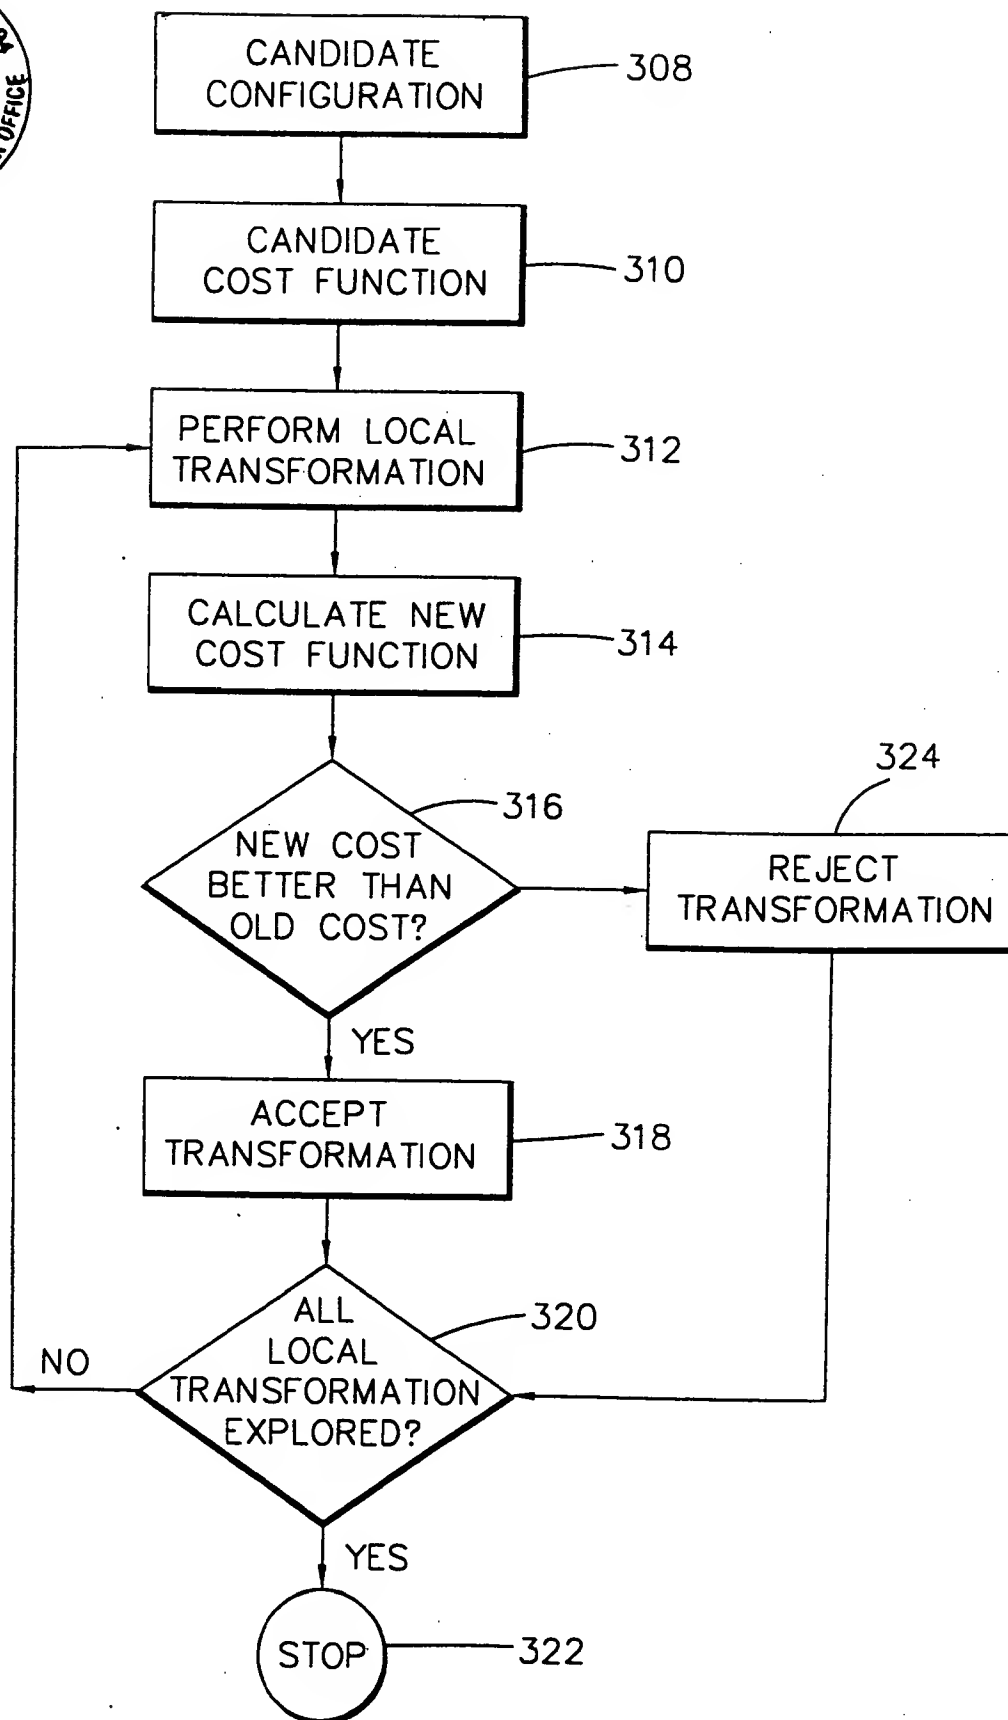 OFFICE
CANDIDATE
CONFIGURATION
308
CANDIDATE
COST FUNCTION
310
PERFORM LOCAL
TRANSFORMATION
312
CALCULATE NEW
COST FUNCTION
314
316
NEW COST
BETTER THAN
OLD COST?
324
REJECT
TRANSFORMATION
YES
ACCEPT
TRANSFORMATION
318
320
ALL
LOCAL
TRANSFORMATION
EXPLORED?
NO
YES
STOP
322